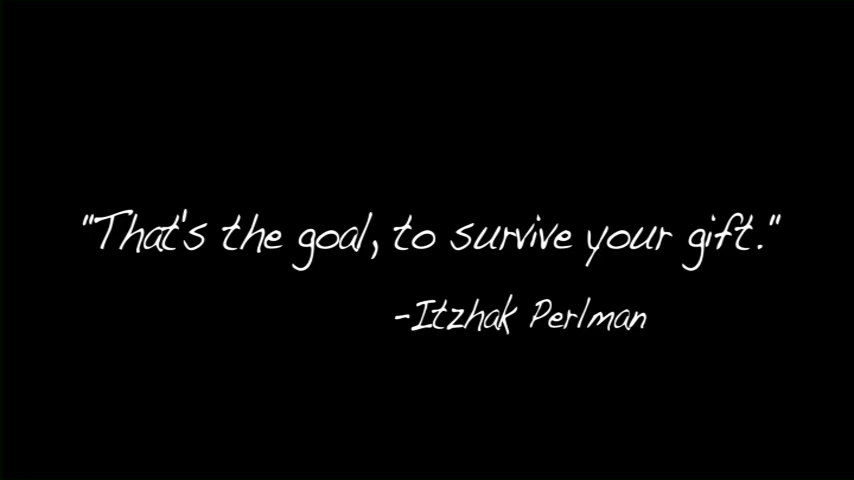 "That's the goal, to survive your gift."
-Itzhak Perlman